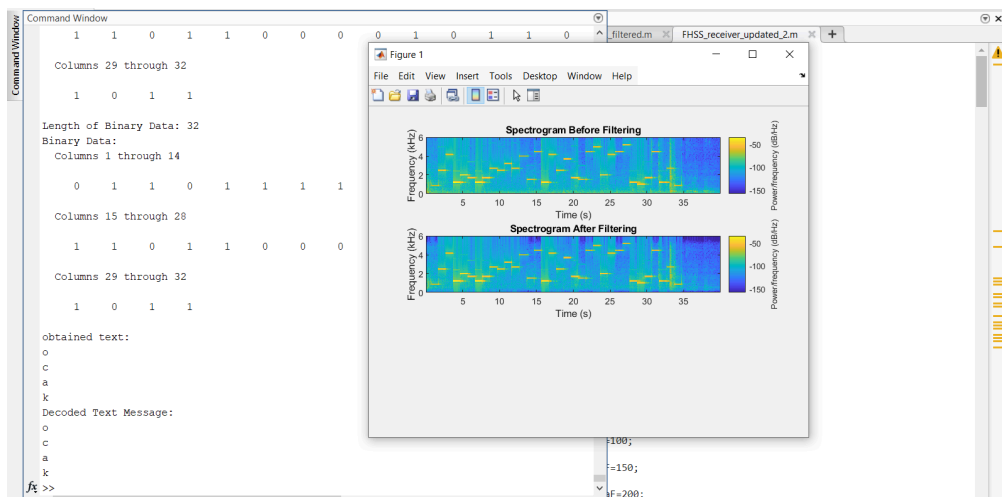 Command Window
Command Window
1 1 0 1 1 0 0 0 0 1 0 1 1 0
Columns 29 through 32
1 0 1 1
Length of Binary Data: 32
Binary Data:
Columns 1 through 14
0 1 1 0 1 1 1 1
Columns 15 through 28
1 1 0 1 1 0 0 0
Columns 29 through 32
1 0 1 1
obtained text:
o
c
a
k
Decoded Text Message:
o
c
a
k
fx >>
_filtered.m
FHSS_receiver_updated_2.m
Figure 1
File Edit View Insert Tools Desktop Window Help
Spectrogram Before Filtering
Frequency (kHz)
6
4
2
0
5 10 15 20 25 30 35
Time (s)
-50
-100
-150
Power/frequency (dB/Hz)
Spectrogram After Filtering
Frequency (kHz)
6
4
2
0
5 10 15 20 25 30 35
Time (s)
-50
-100
-150
Power/frequency (dB/Hz)
=100;
=150;
aF=200;